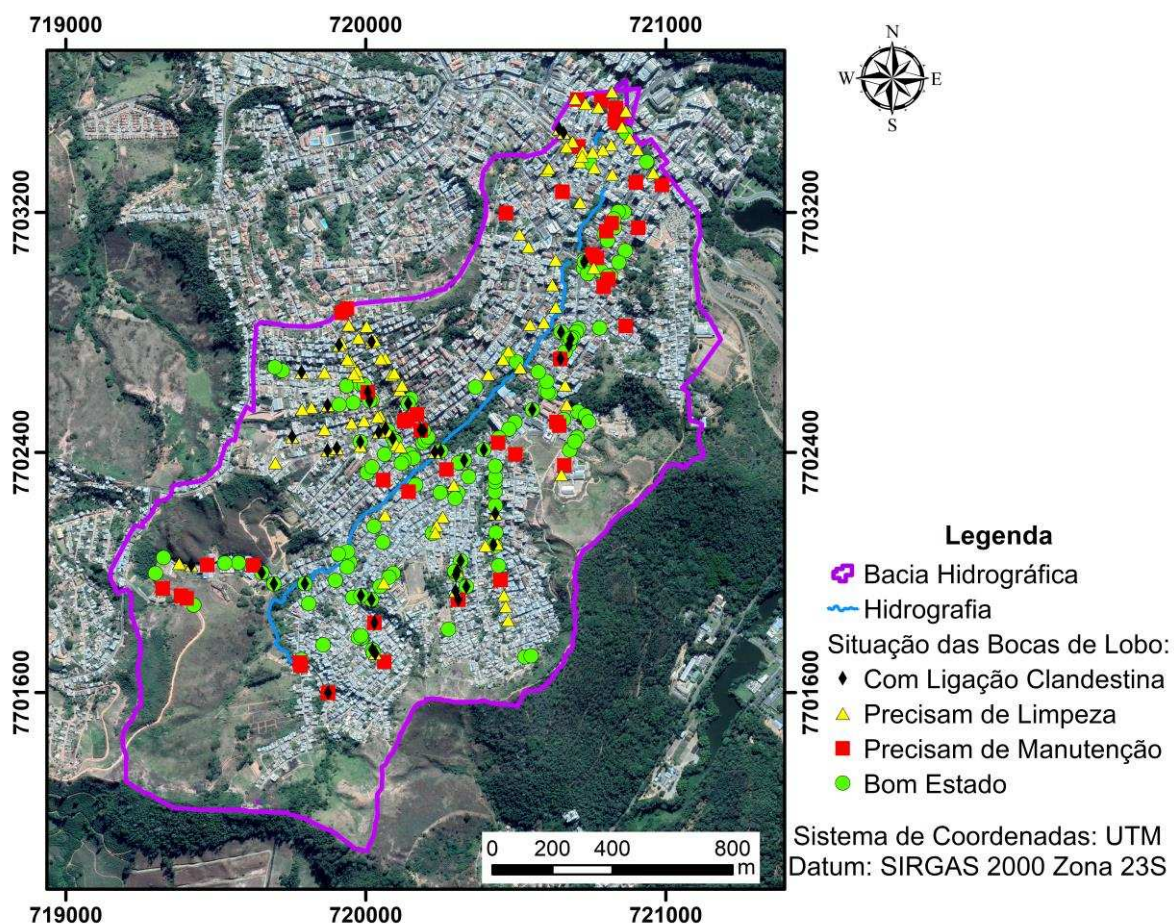 719000 720000 721000
N
W E
S
7703200 7703200
7702400 7702400
7701600 7701600
Legenda
Bacia Hidrográfica
Hidrografia
Situação das Bocas de Lobo:
Com Ligação Clandestina
Precisam de Limpeza
Precisam de Manutenção
Bom Estado
0 200 400 800
m
Sistema de Coordenadas: UTM
Datum: SIRGAS 2000 Zona 23S
719000 720000 721000